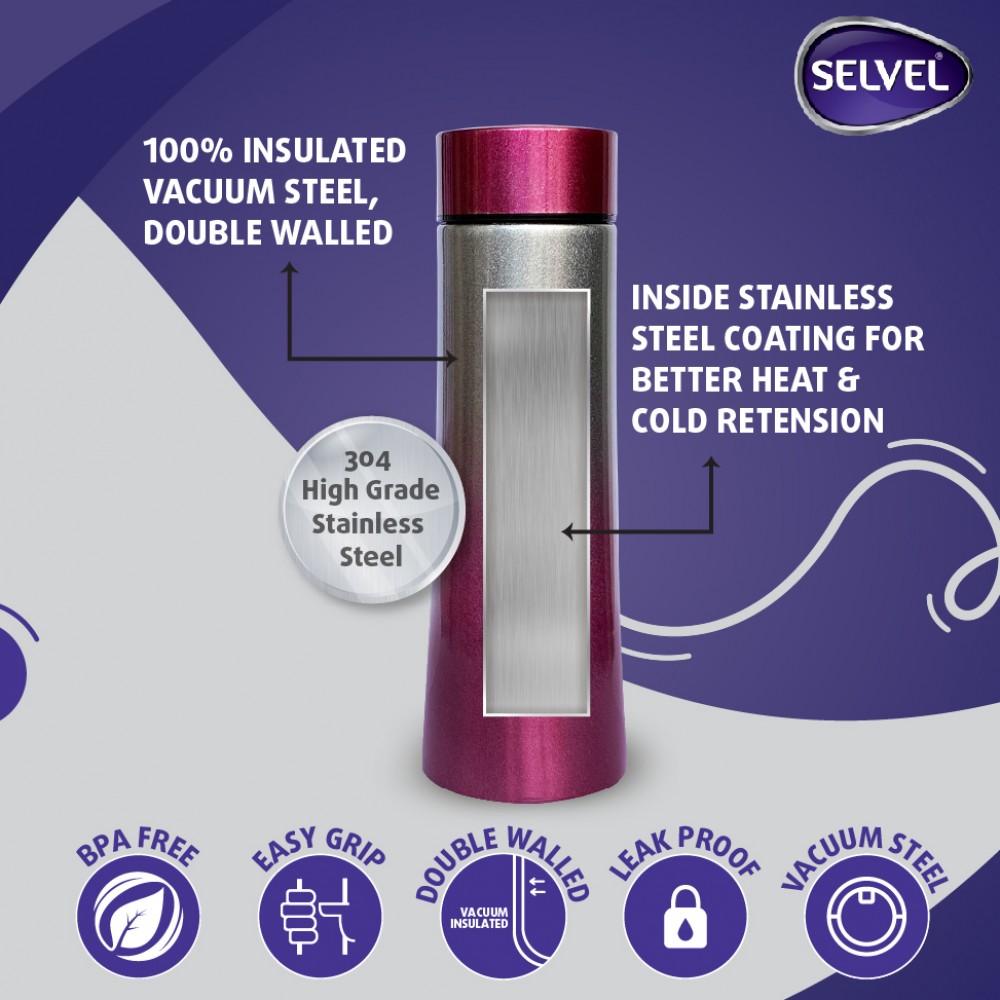 SELVEL®
100% INSULATED
VACUUM STEEL,
DOUBLE WALLED
INSIDE STAINLESS
STEEL COATING FOR
BETTER HEAT &
COLD RETENSION
304
High Grade
Stainless
Steel
BPA FREE
EASY GRIP
DOUBLE WALLED
VACUUM
INSULATED
LEAK PROOF
VACUUM STEEL